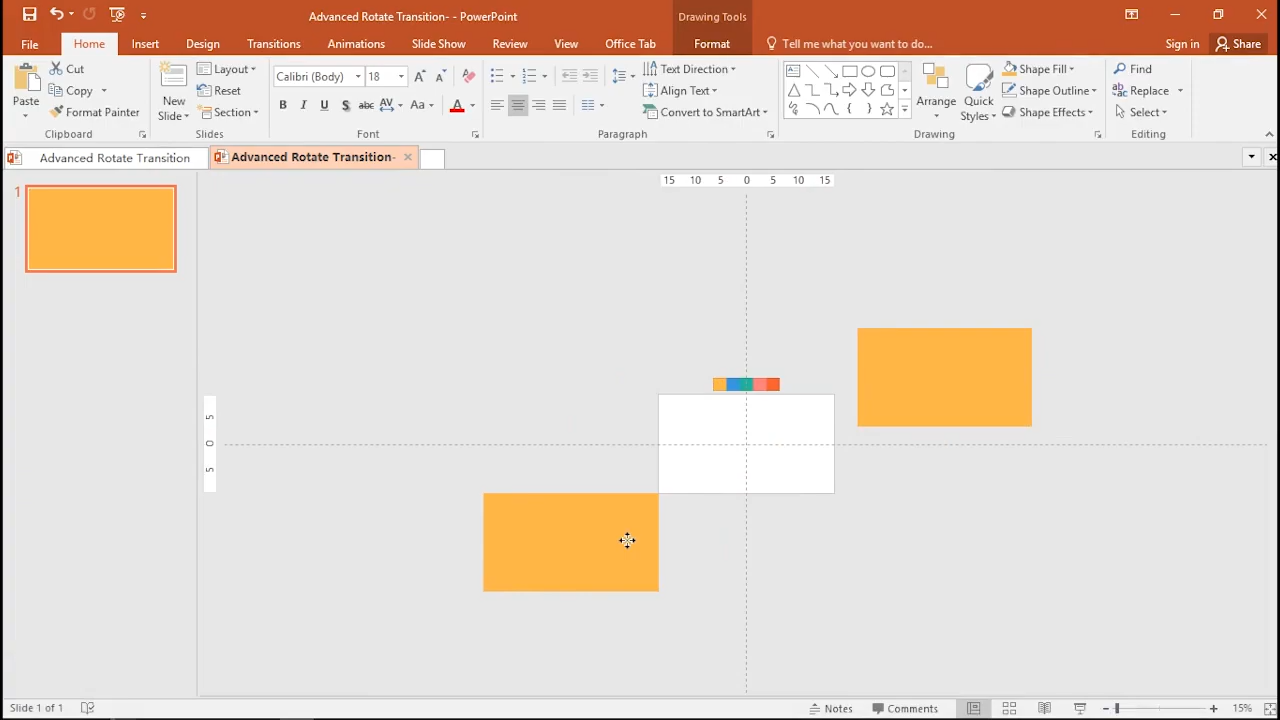 Advanced Rotate Transition- - PowerPoint
Drawing Tools
File Home Insert Design Transitions Animations Slide Show Review View Office Tab Format Tell me what you want to do... Sign in Share
Paste
Cut
Copy
Format Painter
Clipboard
New
Slide
Layout
Reset
Section
Slides
Calibri (Body) 18
B I U S abc AV Aa A
Font
Text Direction
Align Text
Convert to SmartArt
Paragraph
Arrange
Quick
Styles
Shape Fill
Shape Outline
Shape Effects
Drawing
Find
Replace
Select
Editing
Advanced Rotate Transition
Advanced Rotate Transition-
1
15 10 5 0 5 10 15
5
0
5
Slide 1 of 1
Notes Comments 15%